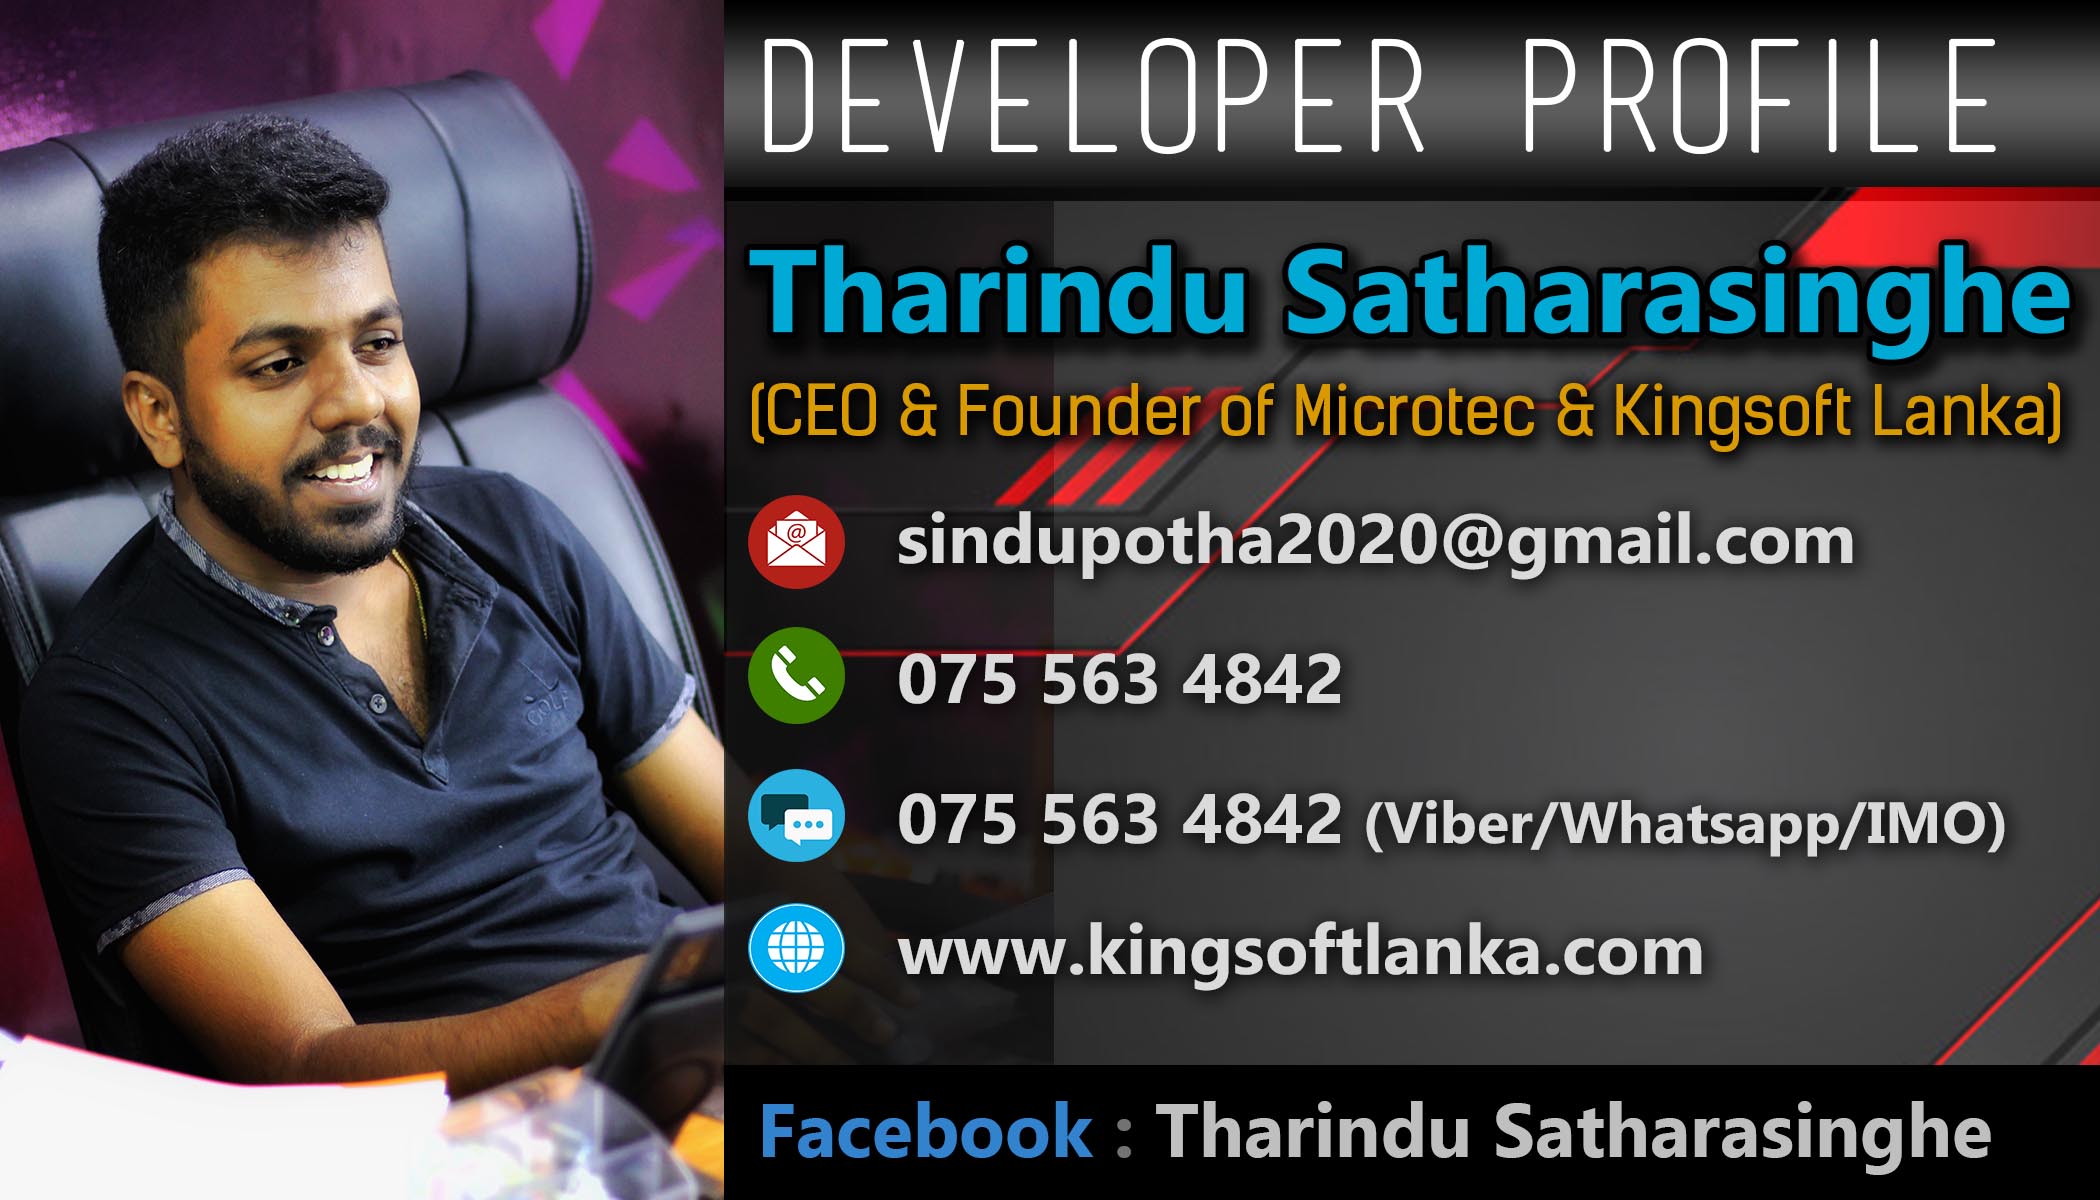 DEVELOPER PROFILE
Tharindu Satharasinghe
(CEO & Founder of Microtec & Kingsoft Lanka)
@ sindupotha2020@gmail.com
075 563 4842
075 563 4842 (Viber/Whatsapp/IMO)
www.kingsoftlanka.com
Facebook : Tharindu Satharasinghe